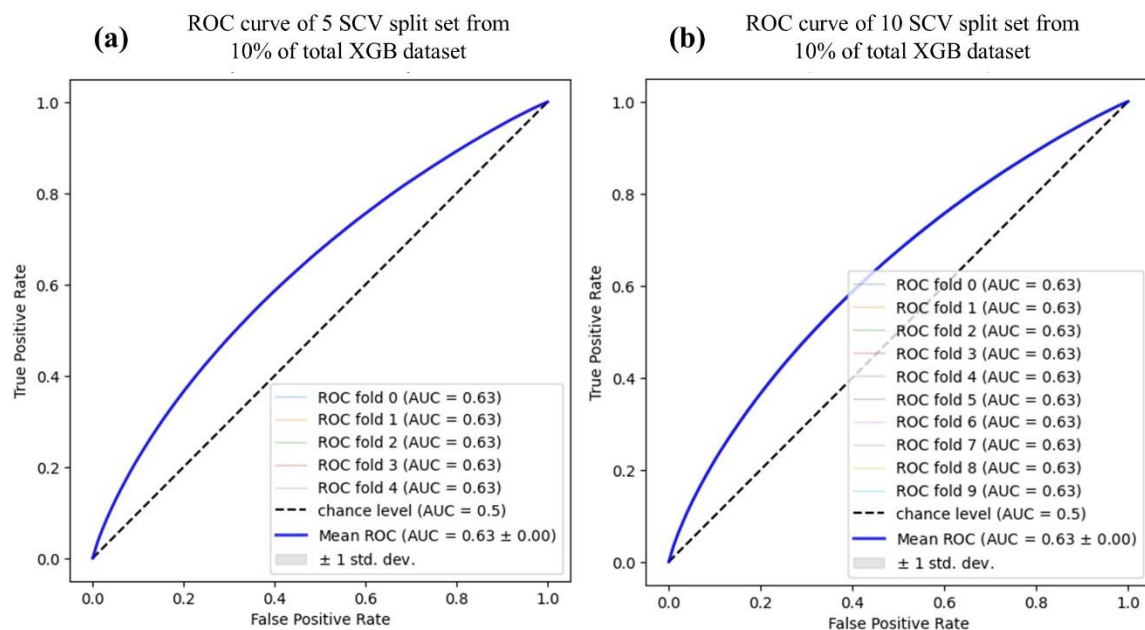 (a)
ROC curve of 5 SCV split set from
10% of total XGB dataset
1.0
0.8
0.6
0.4
0.2
0.0
True Positive Rate
ROC fold 0 (AUC = 0.63)
ROC fold 1 (AUC = 0.63)
ROC fold 2 (AUC = 0.63)
ROC fold 3 (AUC = 0.63)
ROC fold 4 (AUC = 0.63)
chance level (AUC = 0.5)
Mean ROC (AUC = 0.63 ± 0.00)
± 1 std. dev.
0.0 0.2 0.4 0.6 0.8 1.0
False Positive Rate
(b)
ROC curve of 10 SCV split set from
10% of total XGB dataset
1.0
0.8
0.6
0.4
0.2
0.0
True Positive Rate
ROC fold 0 (AUC = 0.63)
ROC fold 1 (AUC = 0.63)
ROC fold 2 (AUC = 0.63)
ROC fold 3 (AUC = 0.63)
ROC fold 4 (AUC = 0.63)
ROC fold 5 (AUC = 0.63)
ROC fold 6 (AUC = 0.63)
ROC fold 7 (AUC = 0.63)
ROC fold 8 (AUC = 0.63)
ROC fold 9 (AUC = 0.63)
chance level (AUC = 0.5)
Mean ROC (AUC = 0.63 ± 0.00)
± 1 std. dev.
0.0 0.2 0.4 0.6 0.8 1.0
False Positive Rate